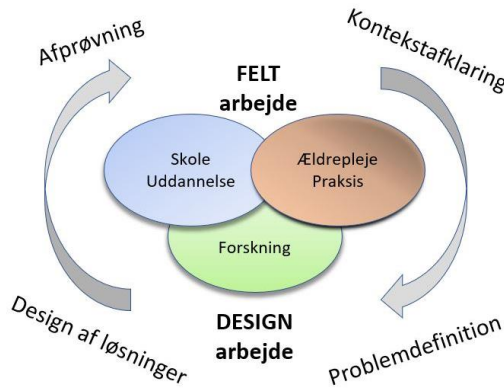 Afprøvning
Kontekstafklaring
FELT
arbejde
Skole
Uddannelse
Ældrepleje
Praksis
Forskning
Design af løsninger
DESIGN
arbejde
Problemdefinition